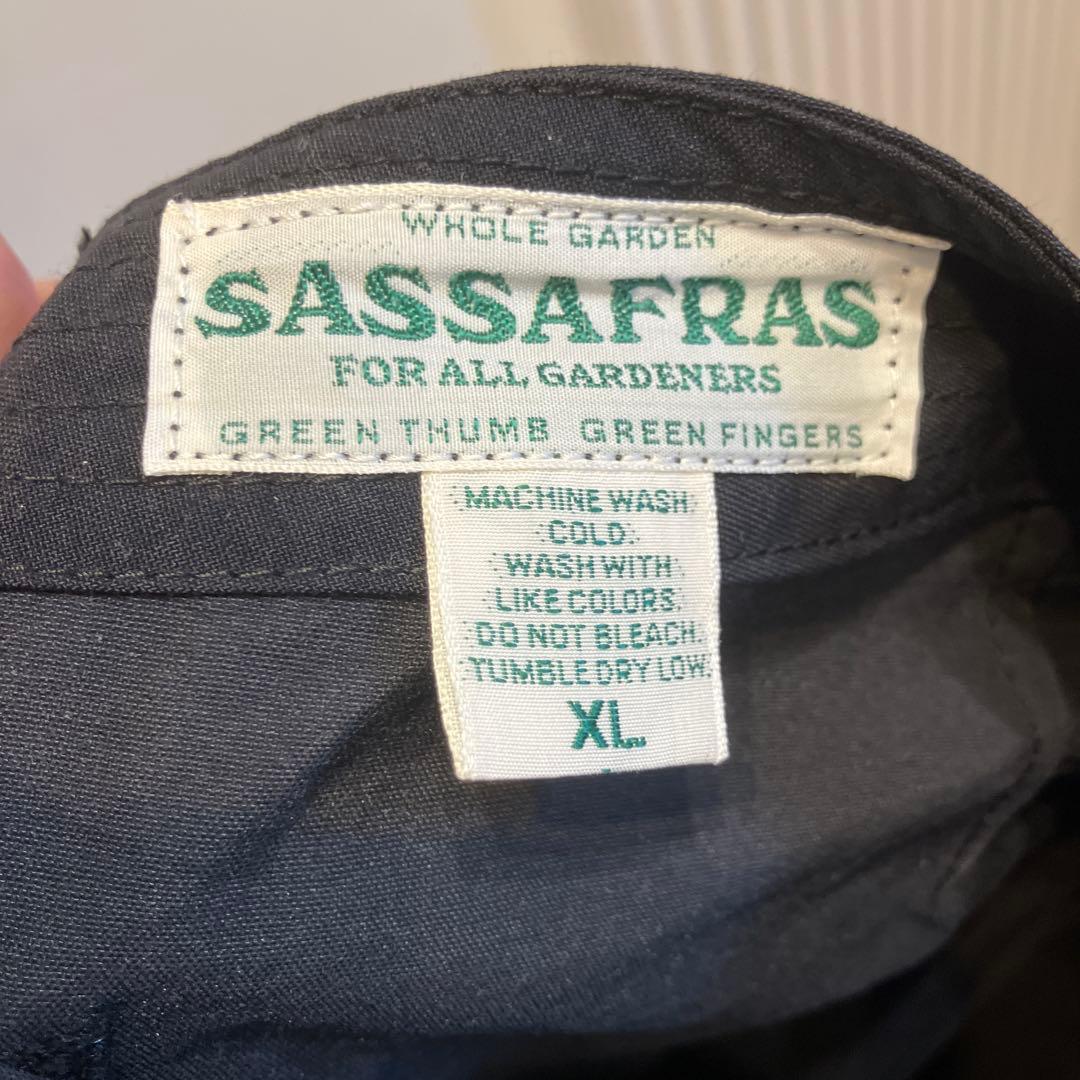 WHOLE GARDEN
SASSAFRAS
FOR ALL GARDENERS
GREEN THUMB GREEN FINGERS
MACHINE WASH
COLD.
WASH WITH
LIKE COLORS.
DO NOT BLEACH.
TUMBLE DRY LOW.
XL